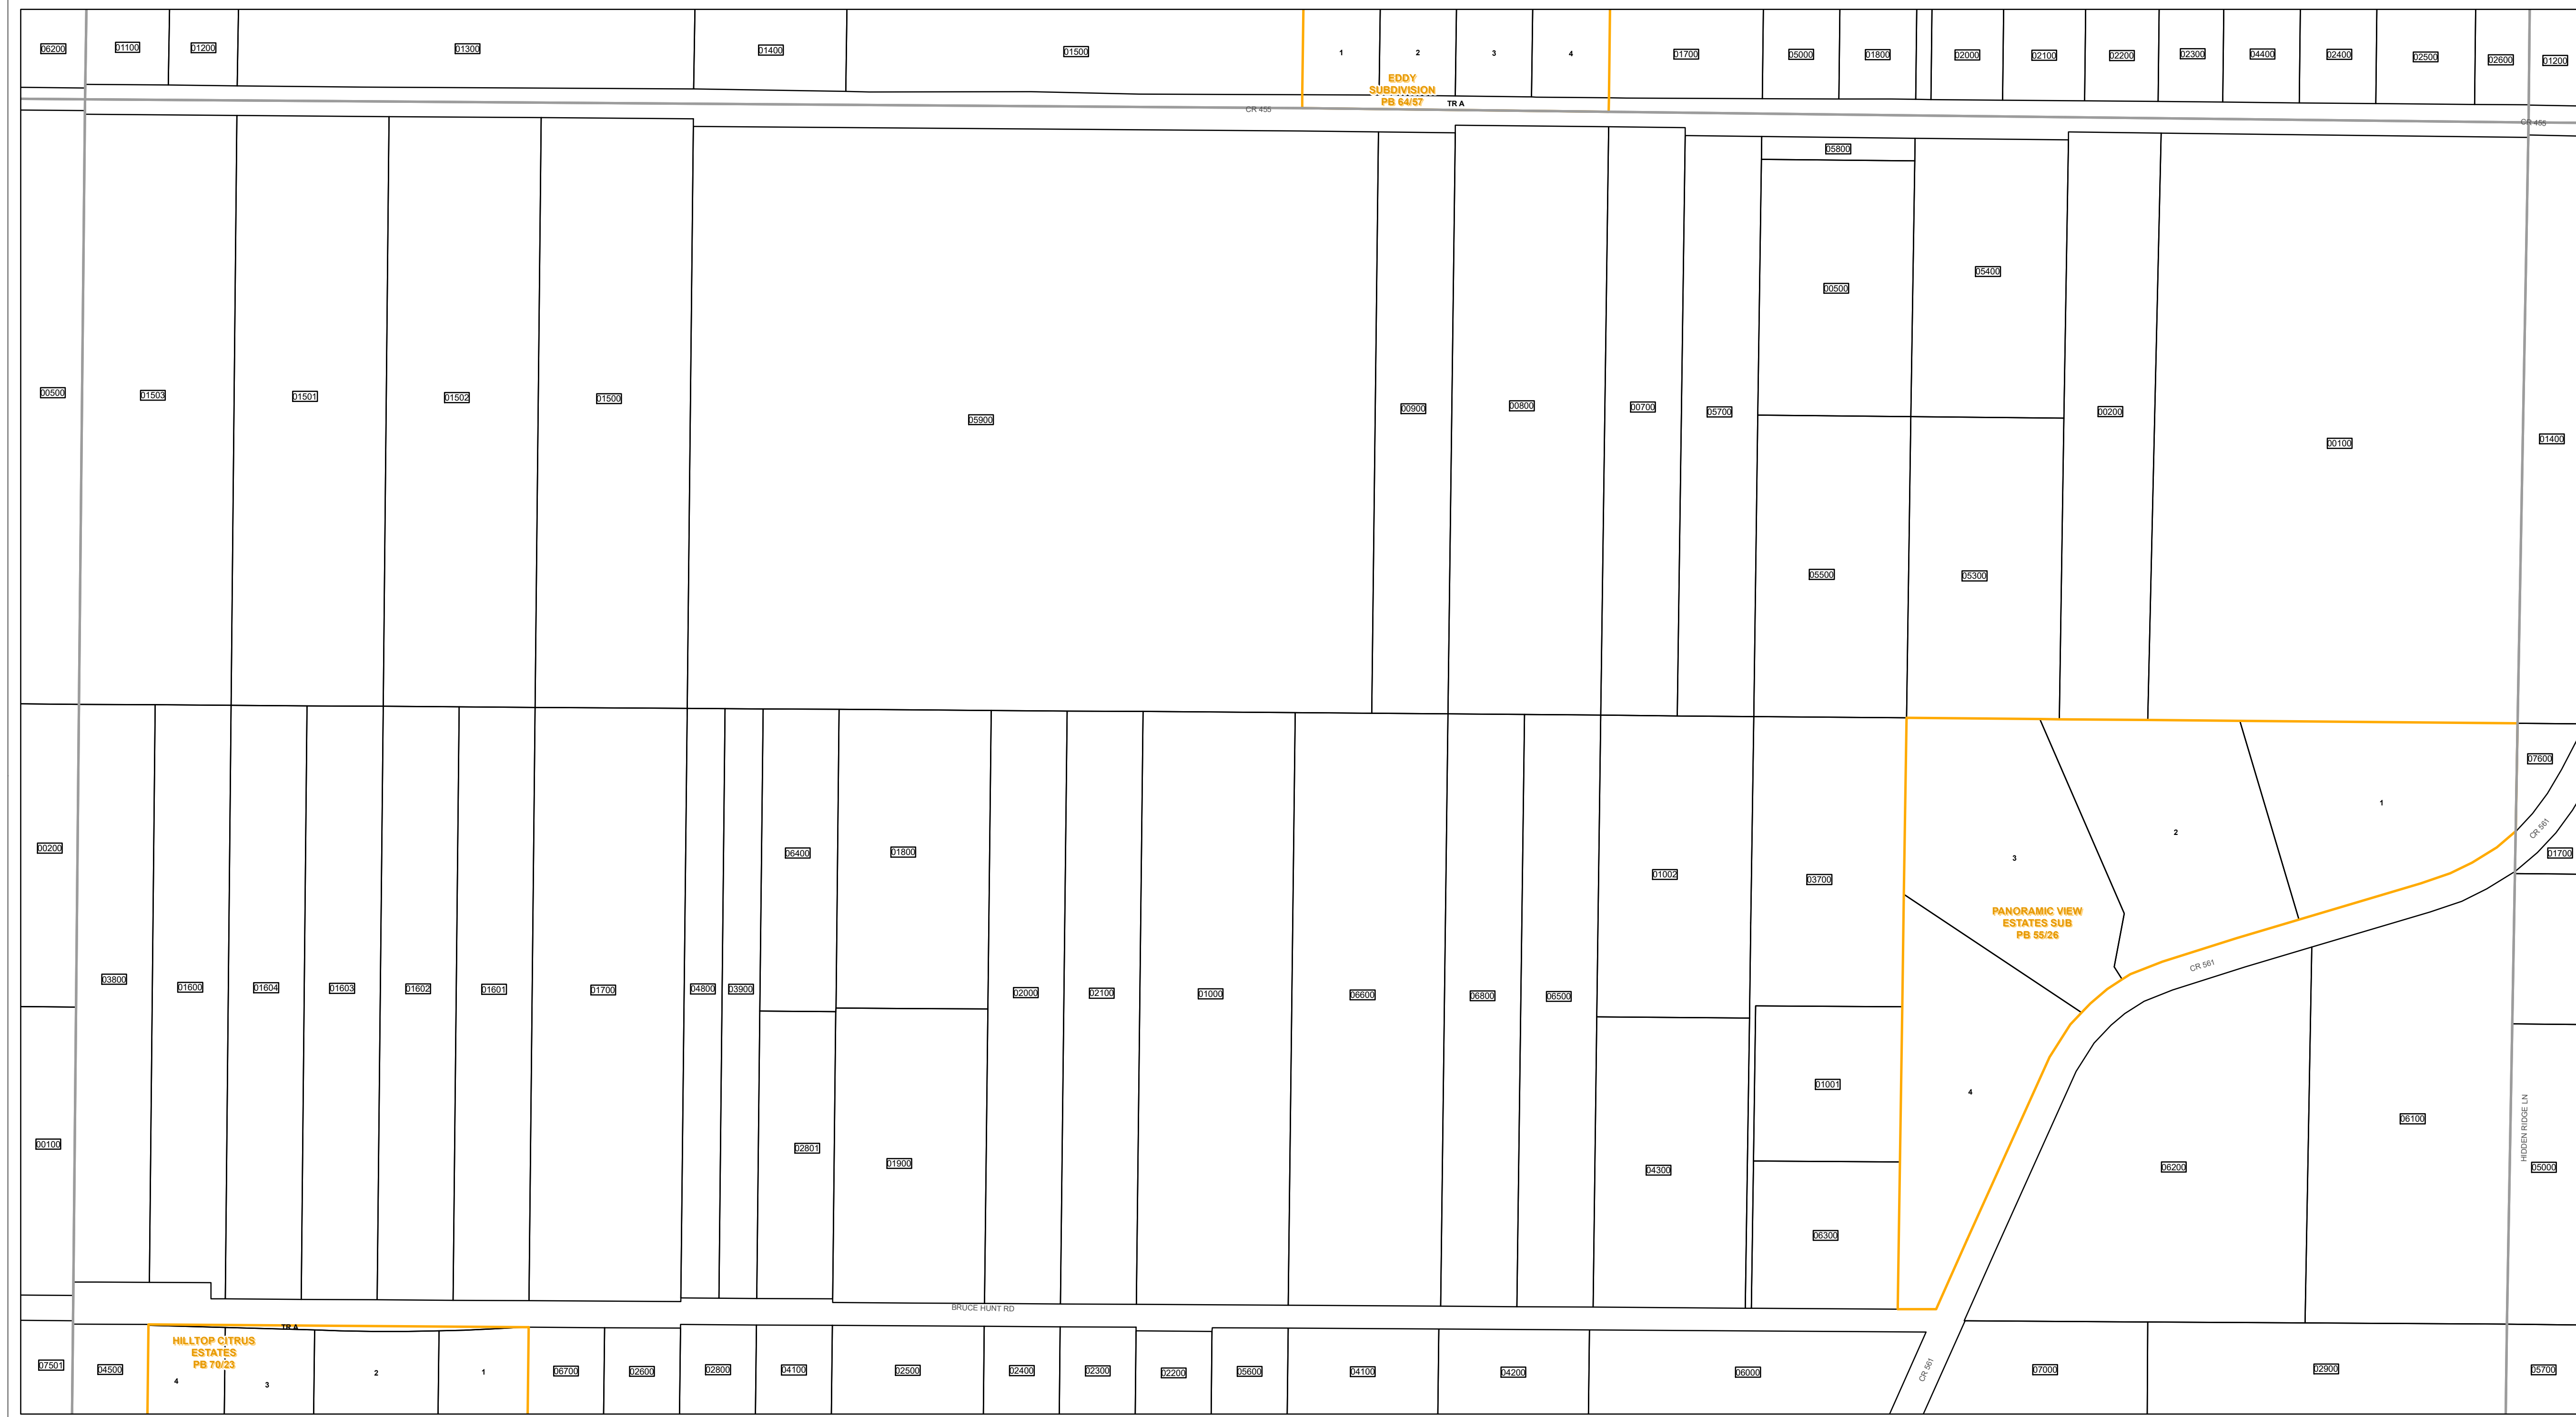 06200 01100 01200 01300 01400 01500 1 2 3 4 01700 05000 01800 02000 02100 02200 02300 04400 02400 02500 02600 01200
EDDY
SUBDIVISION
PB 64/57
TR A
CR 455
CR 455
05800
05400
00500
00500 01503 01501 01502 01500 05900 00900 00800 00700 05700 00200 00100 01400
05500 05300
07600
1
CR 561
2
00200 06400 01800 01002 03700 3 01700
PANORAMIC VIEW
ESTATES SUB
PB 55/26
CR 561
03800 01600 01604 01603 01602 01601 01700 04800 03900 02000 02100 01000 06600 06800 06500
01001 4
06100
HIDDEN RIDGE LN
00100 02801 01900 04300 06200 05000
06300
BRUCE HUNT RD
TR A
HILLTOP CITRUS
ESTATES
PB 70/23
07501 04500 4 3 2 1 06700 02600 02800 04100 02500 02400 02300 02200 05600 04100 04200 06000 CR 561 07000 02900 05700